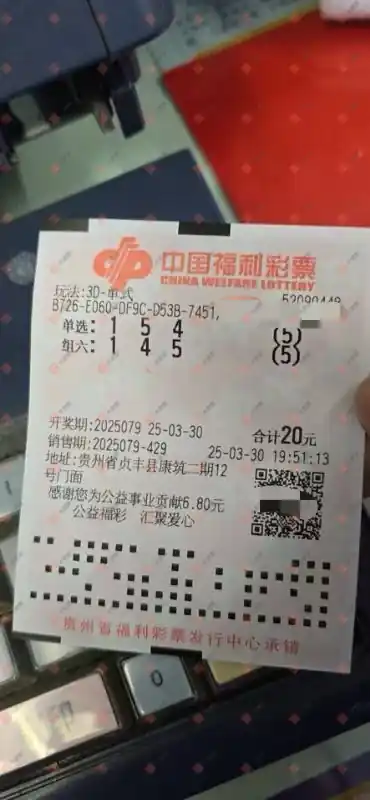 中国福利彩票
CHINA WELFARE LOTTERY
玩法:3D-单式
52090449
B726-E060-DF9C-D53B-7451,
单选: 1 5 4 (5)
组六: 1 4 5 (5)
开奖期:2025079 25-03-30 合计20元
销售期:2025079-429 25-03-30 19:51:13
地址:贵州省贞丰县康筑二期12
号门面
感谢您为公益事业贡献6.80元
公益福彩 汇聚爱心
贵州省福利彩票发行中心承销
0